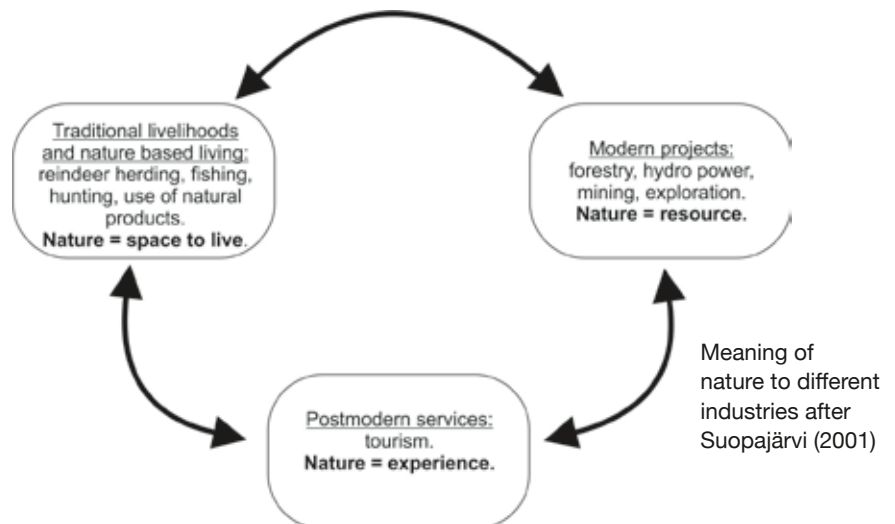 Traditional livelihoods
and nature based living:
reindeer herding, fishing,
hunting, use of natural
products.
Nature = space to live.
Modern projects:
forestry, hydro power,
mining, exploration.
Nature = resource.
Postmodern services:
tourism.
Nature = experience.
Meaning of
nature to different
industries after
Suopajärvi (2001)